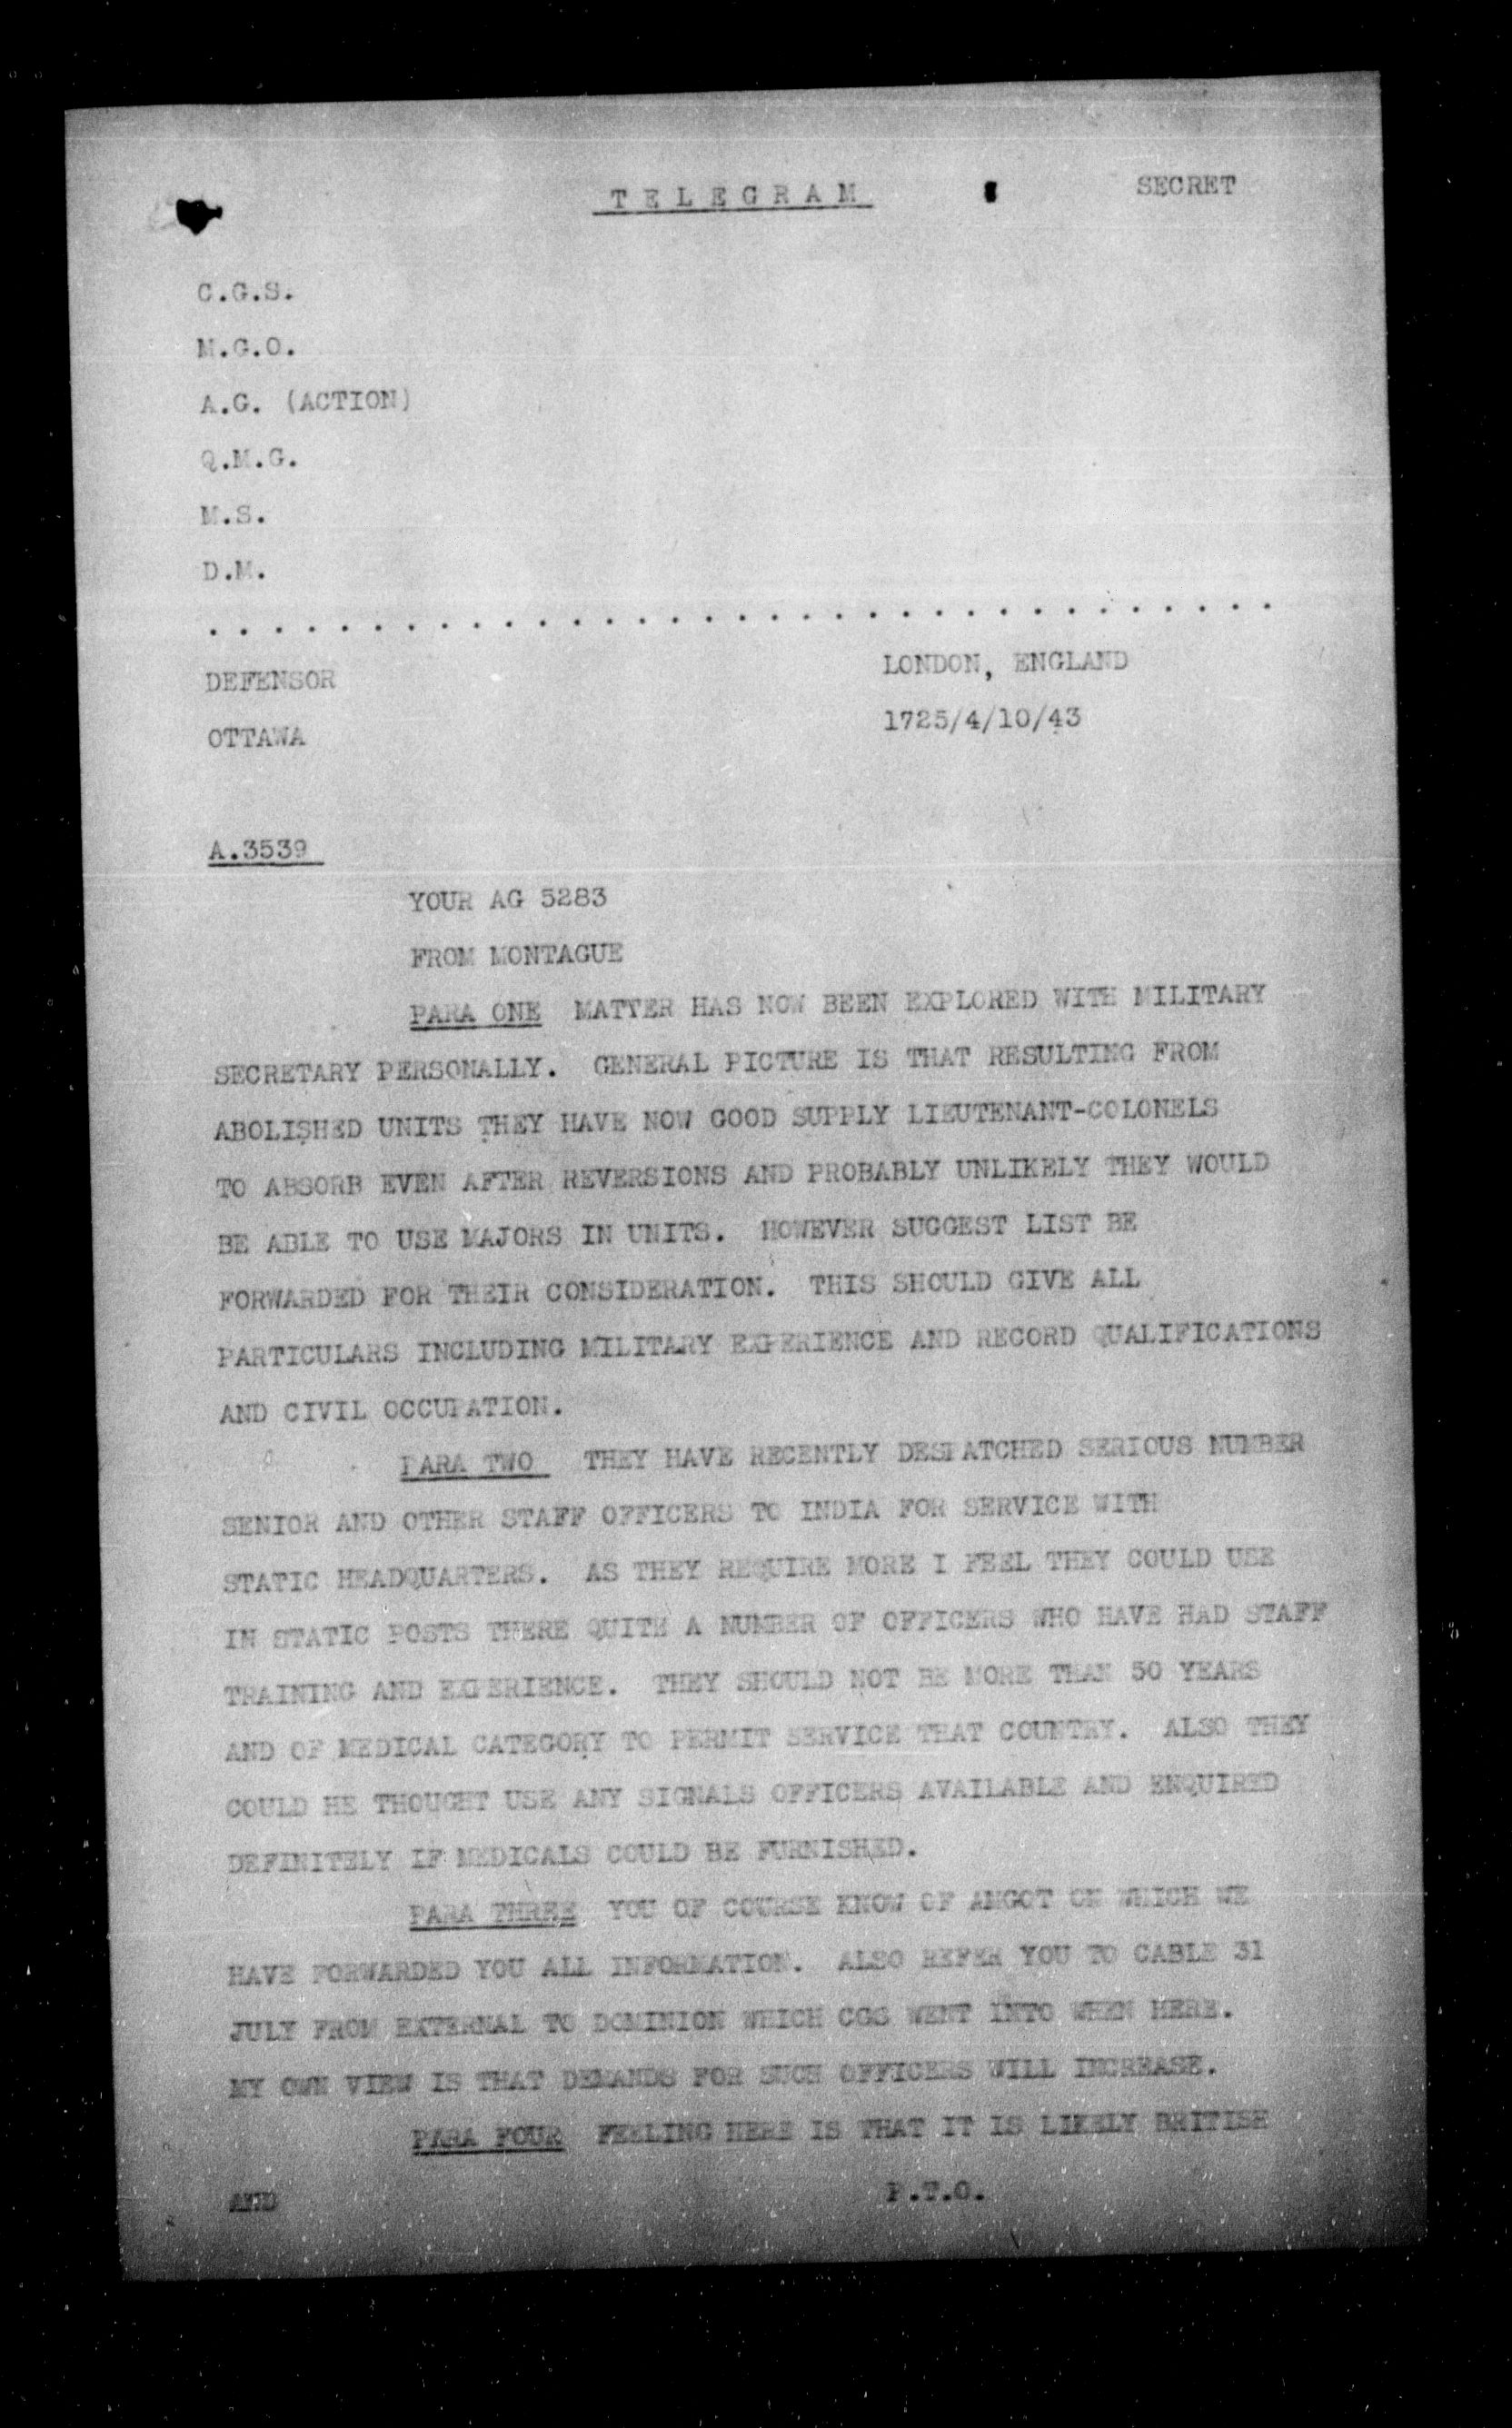 TELEGRAM
SECRET
C.G.S.
M.G.O.
A.G. (ACTION)
Q.M.G.
M.S.
D.M.
......................................
DEFENSOR
LONDON, ENGLAND
OTTAWA
1725/4/10/43
A.3539
YOUR AG 5283
FROM MONTAGUE
PARA ONE MATTER HAS NOW BEEN EXPLORED WITH MILITARY
SECRETARY PERSONALLY. GENERAL PICTURE IS THAT RESULTING FROM
ABOLISHED UNITS THEY HAVE NOW GOOD SUPPLY LIEUTENANT-COLONELS
TO ABSORB EVEN AFTER REVERSIONS AND PROBABLY UNLIKELY THEY WOULD
BE ABLE TO USE MAJORS IN UNITS. HOWEVER SUGGEST LIST BE
FORWARDED FOR THEIR CONSIDERATION. THIS SHOULD GIVE ALL
PARTICULARS INCLUDING MILITARY EXPERIENCE AND RECORD QUALIFICATIONS
AND CIVIL OCCUPATION.
PARA TWO THEY HAVE RECENTLY DESPATCHED SERIOUS NUMBER
SENIOR AND OTHER STAFF OFFICERS TO INDIA FOR SERVICE WITH
STATIC HEADQUARTERS. AS THEY REQUIRE MORE I FEEL THEY COULD USE
IN STATIC POSTS THERE QUITE A NUMBER OF OFFICERS WHO HAVE HAD STAFF
TRAINING AND EXPERIENCE. THEY SHOULD NOT BE MORE THAN 50 YEARS
AND OF MEDICAL CATEGORY TO PERMIT SERVICE THAT COUNTRY. ALSO THEY
COULD HE THOUGHT USE ANY SIGNALS OFFICERS AVAILABLE AND ENQUIRED
DEFINITELY IF MEDICALS COULD BE FURNISHED.
PARA THREE YOU OF COURSE KNOW OF AMGOT ON WHICH WE
HAVE FORWARDED YOU ALL INFORMATION. ALSO REFER YOU TO CABLE 31
JULY FROM EXTERNAL TO DOMINION WHICH CGS WENT INTO WHEN HERE.
MY OWN VIEW IS THAT DEMANDS FOR SUCH OFFICERS WILL INCREASE.
PARA FOUR FEELING HERE IS THAT IT IS LIKELY BRITISH
AND
P.T.O.